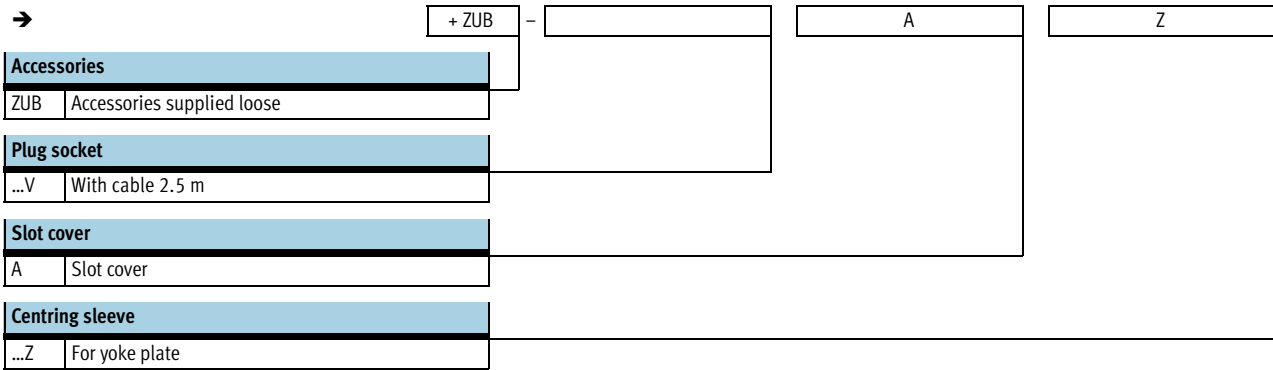 ➔ + ZUB – A Z
Accessories
ZUB Accessories supplied loose
Plug socket
...V With cable 2.5 m
Slot cover
A Slot cover
Centring sleeve
...Z For yoke plate